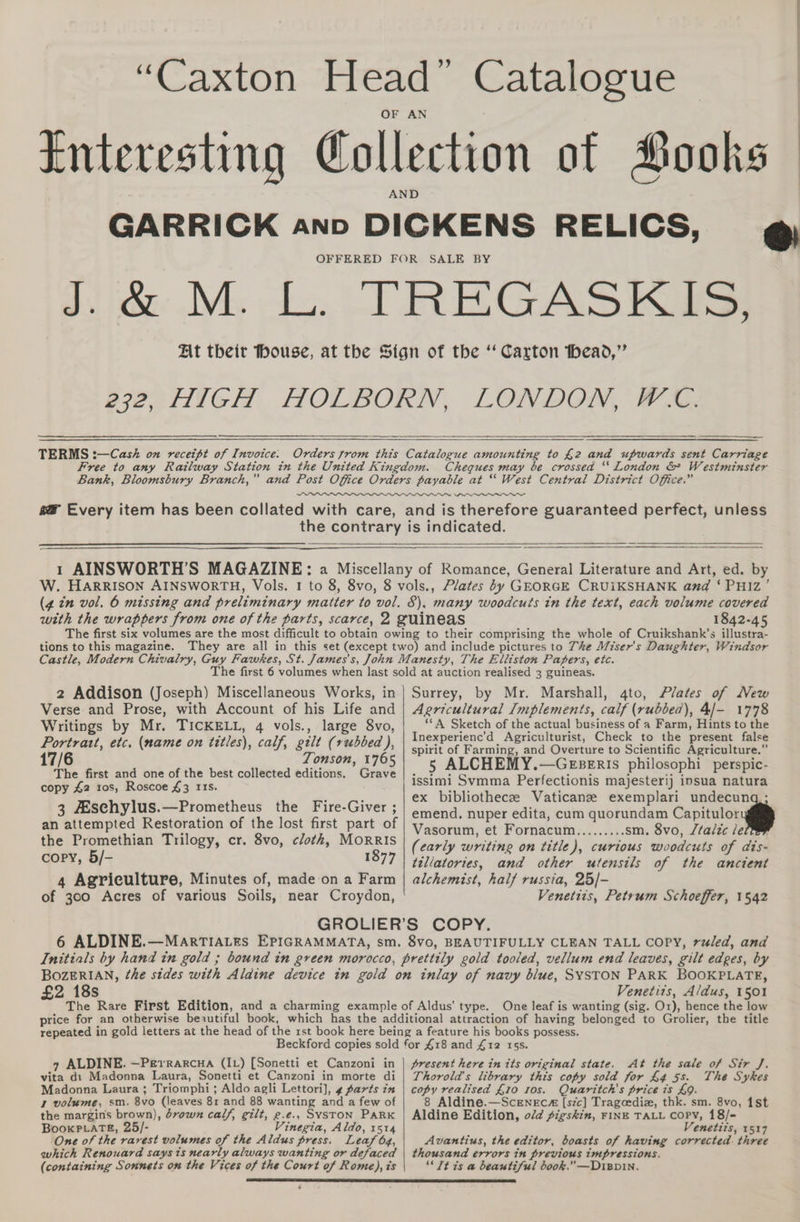 “Caxton Head” Catalogue
OF AN
Interesting Collection of Books
AND
GARRICK AND DICKENS RELICS,
OFFERED FOR SALE BY
J. & M. L. TREGASKIS,
At their House, at the Sign of the “Caxton Head,”
232, HIGH HOLBORN, LONDON, W.C.
TERMS:—Cash on receipt of Invoice. Orders from this Catalogue amounting to £2 and upwards sent Carriage
Free to any Railway Station in the United Kingdom. Cheques may be crossed “London & Westminster
Bank, Bloomsbury Branch,” and Post Office Orders payable at “West Central District Office.”
☞ Every item has been collated with care, and is therefore guaranteed perfect, unless
the contrary is indicated.
1 AINSWORTH'S MAGAZINE: a Miscellany of Romance, General Literature and Art, ed. by
W. HARRISON AINSWORTH, Vols. 1 to 8, 8vo, 8 vols., Plates by GEORGE CRUIKSHANK and ‘PHIZ’
(4 in vol. 6 missing and preliminary matter to vol. 8), many woodcuts in the text, each volume covered
with the wrappers from one of the parts, scarce, 2 guineas 1842-45
The first six volumes are the most difficult to obtain owing to their comprising the whole of Cruikshank's illustra-
tions to this magazine. They are all in this set (except two) and include pictures to The Miser's Daughter, Windsor
Castle, Modern Chivalry, Guy Fawkes, St. James's, John Manesty, The Elliston Papers, etc.
The first 6 volumes when last sold at auction realised 3 guineas.
2 Addison (Joseph) Miscellaneous Works, in
Verse and Prose, with Account of his Life and
Writings by Mr. TICKELL, 4 vols., large 8vo,
Portrait, etc. (name on titles), calf, gilt (rubbed),
17/6 Tonson, 1765
The first and one of the best collected editions. Grave
copy £2 10s, Roscoe £3 11s.
3 Æschylus.—Prometheus the Fire-Giver;
an attempted Restoration of the lost first part of
the Promethian Trilogy, cr. 8vo, cloth, MORRIS
COPY, 5/- 1877
4 Agriculture, Minutes of, made on a Farm
of 300 Acres of various Soils, near Croydon,
Surrey, by Mr. Marshall, 4to, Plates of New
Agricultural Implements, calf (rubbed), 4/- 1778
“A Sketch of the actual business of a Farm, Hints to the
Inexperienc'd Agriculturist, Check to the present false
spirit of Farming, and Overture to Scientific Agriculture.”
5 ALCHEMY.—GEBERIS philosophi perspic-
issimi Svmma Perfectionis majesterij ipsua natura
ex bibliothecæ Vaticanæ exemplari undecunq;
emend. nuper edita, cum quorundam Capitulor
Vasorum, et Fornacum.........sm. 8vo, Italic
(early writing on title), curious woodcuts of dis-
tillatories, and other utensils of the ancient
alchemist, half russia, 25/-
Venetiis, Petrum Schoeffer, 1542
GROLIER'S COPY.
6 ALDINE.—MARTIALES EPIGRAMMATA, sm. 8vo, BEAUTIFULLY CLEAN TALL COPY, ruled, and
Initials by hand in gold; bound in green morocco, prettily gold tooled, vellum end leaves, gilt edges, by
BOZERIAN, the sides with Aldine device in gold on inlay of navy blue, SYSTON PARK BOOKPLATE,
£2 18s Venetiis, Aldus, 1501
The Rare First Edition, and a charming example of Aldus' type. One leaf is wanting (sig. O1), hence the low
price for an otherwise beautiful book, which has the additional attraction of having belonged to Grolier, the title
repeated in gold letters at the head of the 1st book here being a feature his books possess.
Beckford copies sold for £18 and £12 15s.
7 ALDINE.—PETRARCHA (IL) [Sonetti et Canzoni in
vita di Madonna Laura, Sonetti et Canzoni in morte di
Madonna Laura; Triomphi; Aldo agli Lettori], 4 parts in
1 volume, sm. 8vo (leaves 81 and 88 wanting and a few of
the margins brown), brown calf, gilt, g.e., SYSTON PARK
BOOKPLATE, 25/- Vinegia, Aldo, 1514
One of the rarest volumes of the Aldus press. Leaf 64,
which Renouard says is nearly always wanting or defaced
(containing Sonnets on the Vices of the Court of Rome), is
present here in its original state. At the sale of Sir J.
Thorold's library this copy sold for £4 5s. The Sykes
copy realised £10 10s. Quaritch's price is £9.
8 Aldine.—SCENECÆ [sic] Tragœdiæ, thk. sm. 8vo, 1st
Aldine Edition, old pigskin, FINE TALL COPY, 18/-
Venetiis, 1517
Avantius, the editor, boasts of having corrected three
thousand errors in previous impressions.
“It is a beautiful book.”—DIBDIN.